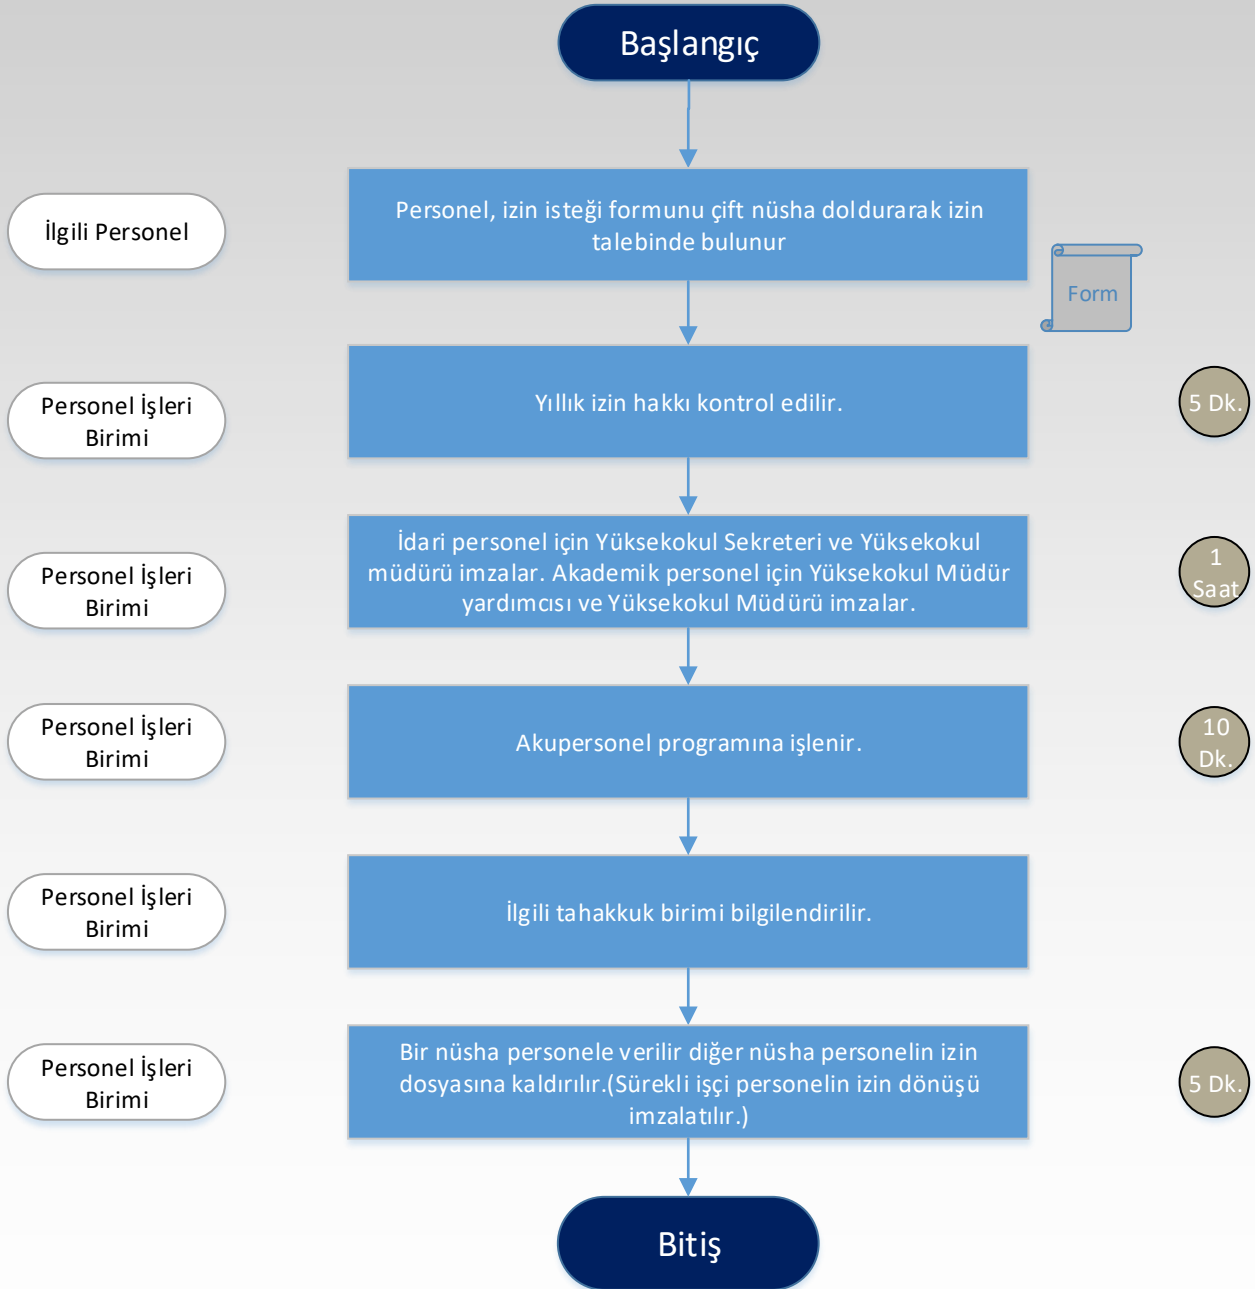 Başlangıç
İlgili Personel
Personel, izin isteği formunu çift nüsha doldurarak izin
talebinde bulunur
Form
Personel İşleri
Birimi
Yıllık izin hakkı kontrol edilir.
5 Dk.
Personel İşleri
Birimi
İdari personel için Yüksekokul Sekreteri ve Yüksekokul
müdürü imzalar. Akademik personel için Yüksekokul Müdür
yardımcısı ve Yüksekokul Müdürü imzalar.
1
Saat
Personel İşleri
Birimi
Akupersonel programına işlenir.
10
Dk.
Personel İşleri
Birimi
İlgili tahakkuk birimi bilgilendirilir.
Personel İşleri
Birimi
Bir nüsha personele verilir diğer nüsha personelin izin
dosyasına kaldırılır.(Sürekli işçi personelin izin dönüşü
imzalatılır.)
5 Dk.
Bitiş